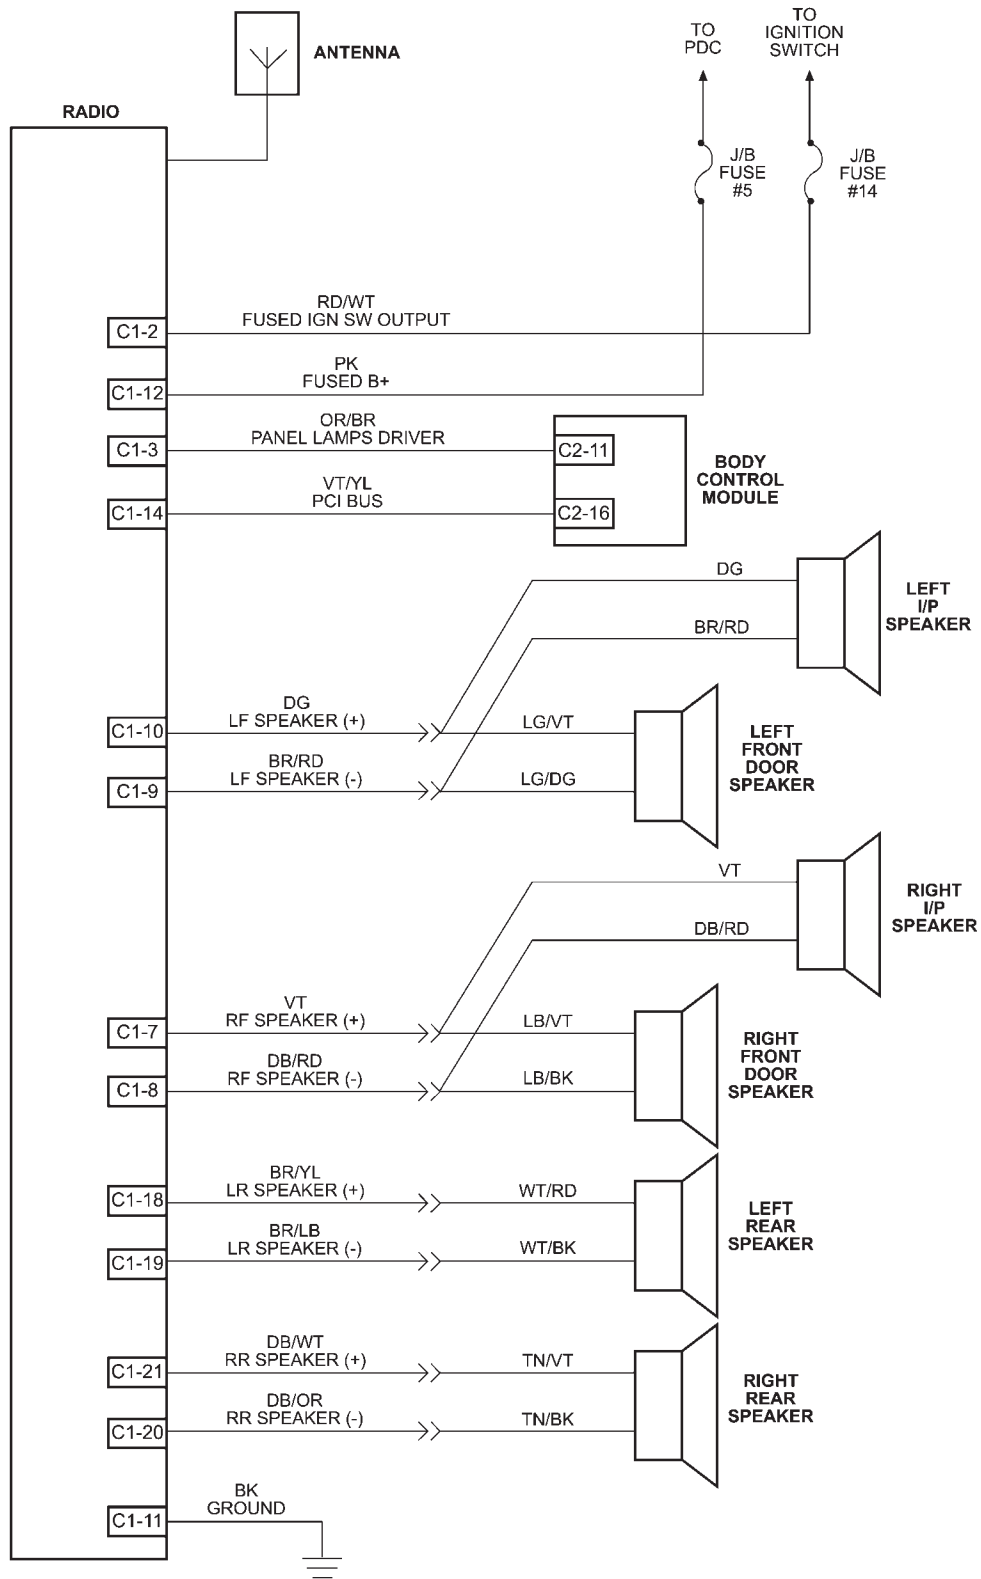 ANTENNA
TO
PDC
TO
IGNITION
SWITCH
RADIO
J/B
FUSE
#5
J/B
FUSE
#14
RD/WT
C1-2
FUSED IGN SW OUTPUT
PK
C1-12
FUSED B+
OR/BR
C1-3
PANEL LAMPS DRIVER
C2-11
VT/YL
C1-14
PCI BUS
C2-16
BODY
CONTROL
MODULE
DG
BR/RD
LEFT
I/P
SPEAKER
DG
C1-10
LF SPEAKER (+)
LG/VT
BR/RD
C1-9
LF SPEAKER (-)
LG/DG
LEFT
FRONT
DOOR
SPEAKER
VT
DB/RD
RIGHT
I/P
SPEAKER
VT
C1-7
RF SPEAKER (+)
LB/VT
DB/RD
C1-8
RF SPEAKER (-)
LB/BK
RIGHT
FRONT
DOOR
SPEAKER
BR/YL
C1-18
LR SPEAKER (+)
WT/RD
BR/LB
C1-19
LR SPEAKER (-)
WT/BK
LEFT
REAR
SPEAKER
DB/WT
C1-21
RR SPEAKER (+)
TN/VT
DB/OR
C1-20
RR SPEAKER (-)
TN/BK
RIGHT
REAR
SPEAKER
BK
C1-11
GROUND